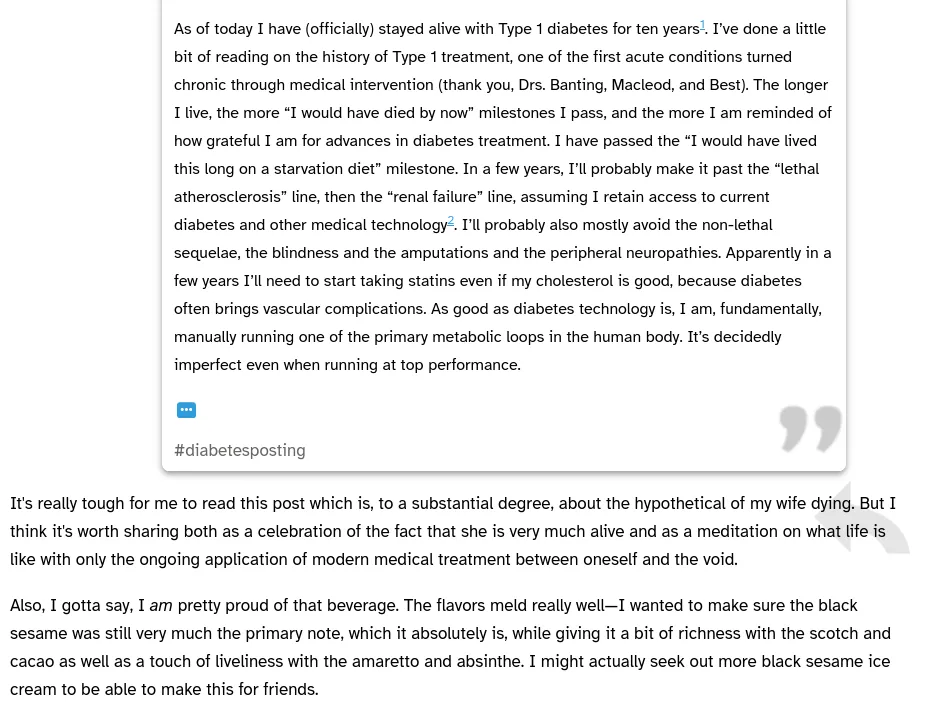 As of today I have (officially) stayed alive with Type 1 diabetes for ten years1. I’ve done a little
bit of reading on the history of Type 1 treatment, one of the first acute conditions turned
chronic through medical intervention (thank you, Drs. Banting, Macleod, and Best). The longer
I live, the more “I would have died by now” milestones I pass, and the more I am reminded of
how grateful I am for advances in diabetes treatment. I have passed the “I would have lived
this long on a starvation diet” milestone. In a few years, I’ll probably make it past the “lethal
atherosclerosis” line, then the “renal failure” line, assuming I retain access to current
diabetes and other medical technology2. I’ll probably also mostly avoid the non-lethal
sequelae, the blindness and the amputations and the peripheral neuropathies. Apparently in a
few years I’ll need to start taking statins even if my cholesterol is good, because diabetes
often brings vascular complications. As good as diabetes technology is, I am, fundamentally,
manually running one of the primary metabolic loops in the human body. It’s decidedly
imperfect even when running at top performance.
#diabetesposting
It's really tough for me to read this post which is, to a substantial degree, about the hypothetical of my wife dying. But I
think it's worth sharing both as a celebration of the fact that she is very much alive and as a meditation on what life is
like with only the ongoing application of modern medical treatment between oneself and the void.
Also, I gotta say, I am pretty proud of that beverage. The flavors meld really well—I wanted to make sure the black
sesame was still very much the primary note, which it absolutely is, while giving it a bit of richness with the scotch and
cacao as well as a touch of liveliness with the amaretto and absinthe. I might actually seek out more black sesame ice
cream to be able to make this for friends.